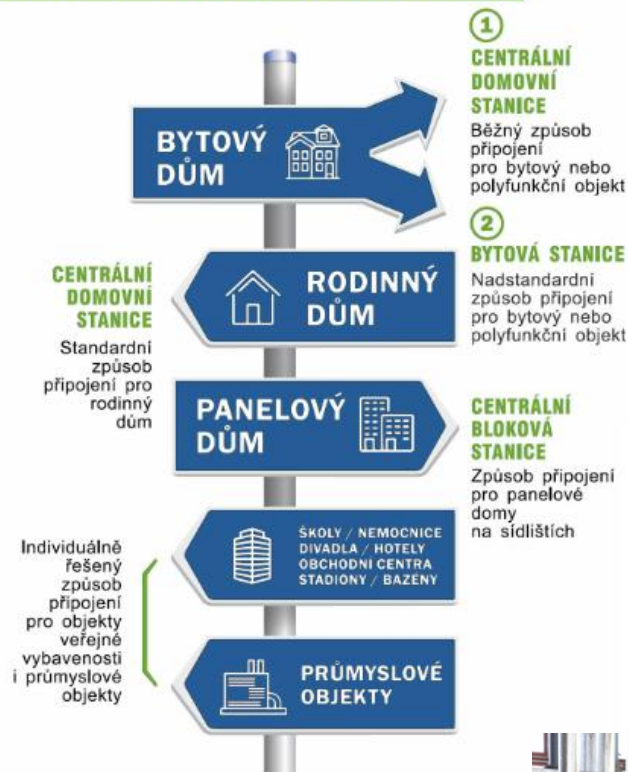 1
CENTRÁLNÍ
DOMOVNÍ
STANICE
Běžný způsob
připojení
pro bytový nebo
polyfunkční objekt
BYTOVÝ
DŮM
2
BYTOVÁ STANICE
Nadstandardní
způsob připojení
pro bytový nebo
polyfunkční objekt
RODINNÝ
DŮM
CENTRÁLNÍ
DOMOVNÍ
STANICE
Standardní
způsob
připojení pro
rodinný
dům
PANELOVÝ
DŮM
CENTRÁLNÍ
BLOKOVÁ
STANICE
Způsob připojení
pro panelové
domy
na sídlištích
ŠKOLY / NEMOCNICE
DIVADLA / HOTELY
OBCHODNÍ CENTRA
STADIONY / BAZÉNY
Individuálně
řešený
způsob
připojení
pro objekty
veřejné
vybavenosti
i průmyslové
objekty
PRŮMYSLOVÉ
OBJEKTY